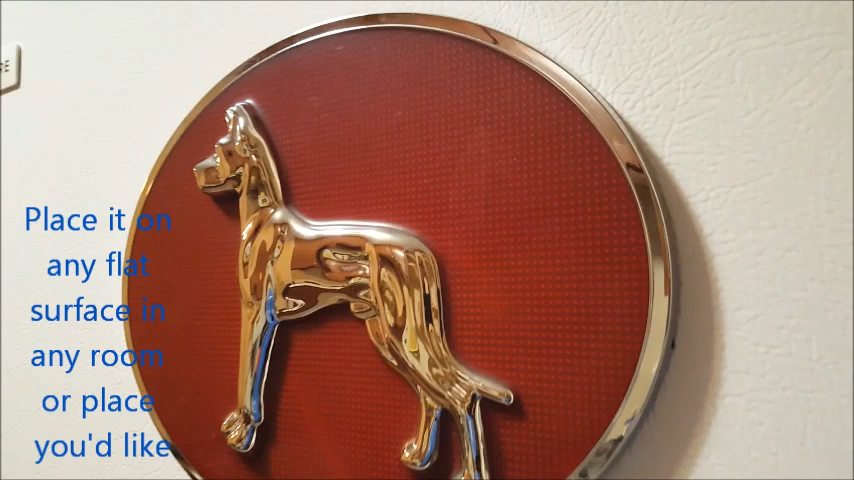 Place it on
any flat
surface in
any room
or place
you'd like